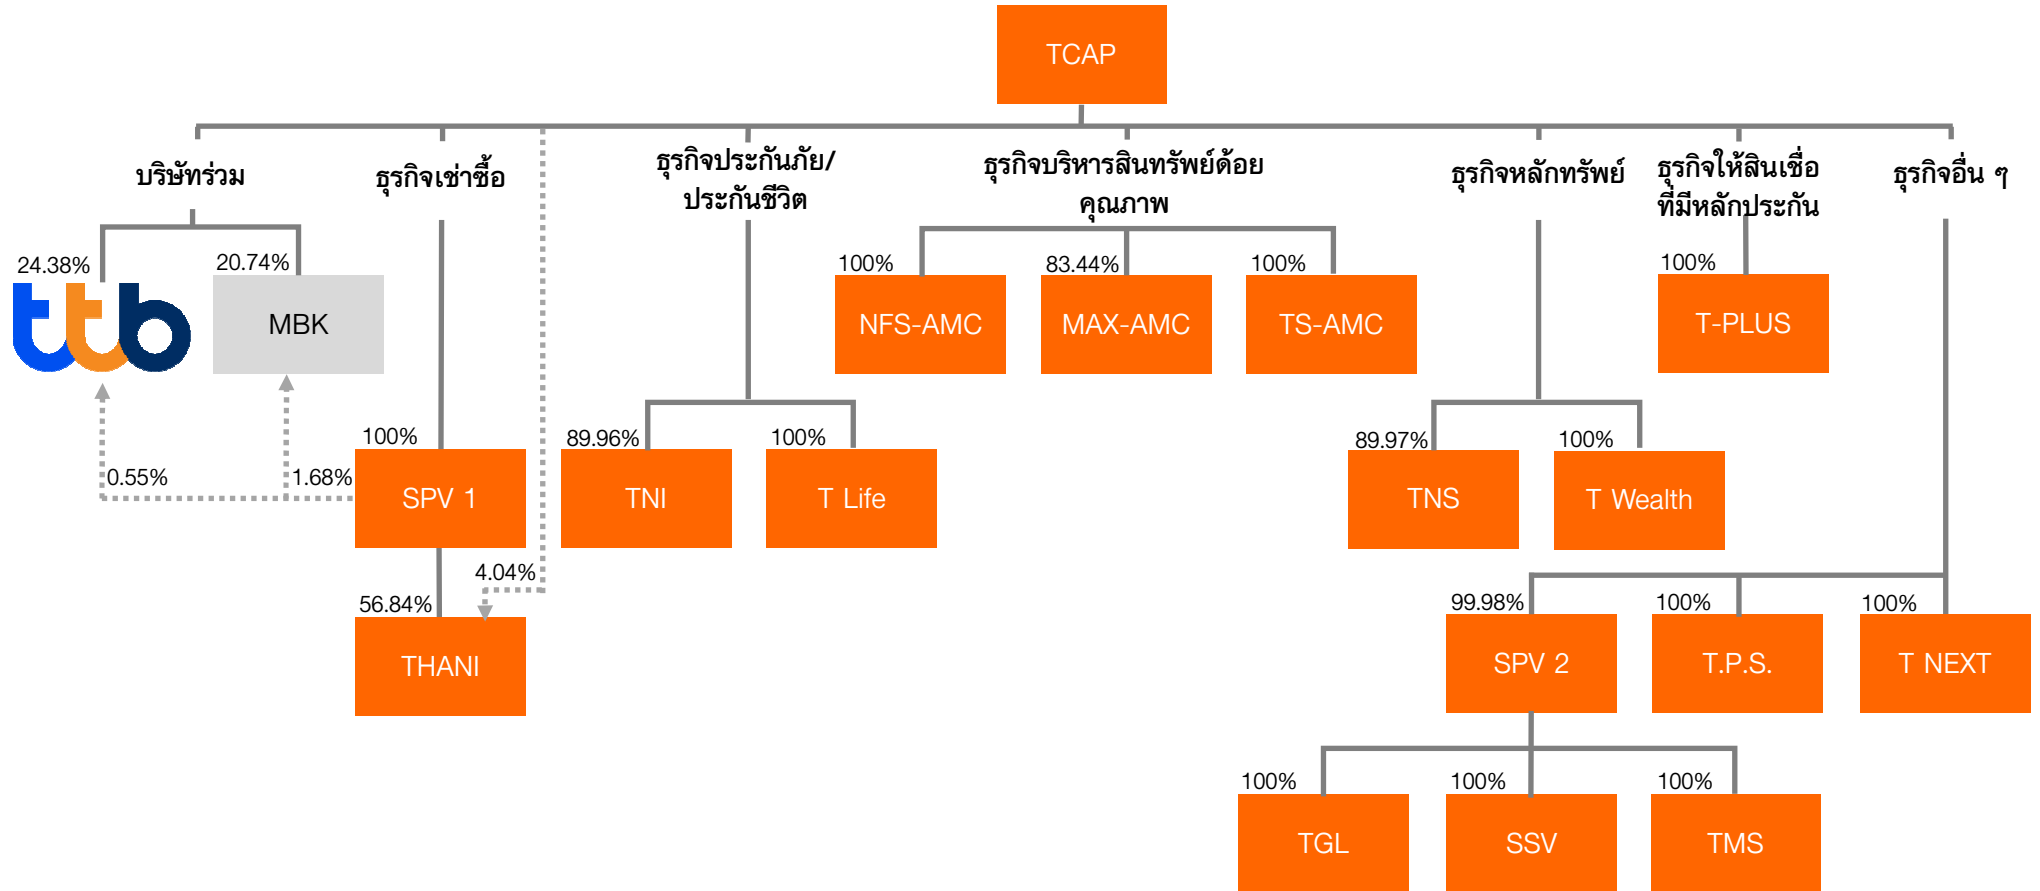 TCAP
บริษัทร่วม
ธุรกิจเช่าซื้อ
ธุรกิจประกันภัย/
ประกันชีวิต
ธุรกิจบริหารสินทรัพย์ด้อย
คุณภาพ
ธุรกิจหลักทรัพย์
ธุรกิจให้สินเชื่อ
ที่มีหลักประกัน
ธุรกิจอื่น ๆ
24.38%
ttb
20.74%
MBK
100%
NFS-AMC
83.44%
MAX-AMC
100%
TS-AMC
100%
T-PLUS
0.55%
1.68%
100%
SPV 1
89.96%
TNI
100%
T Life
89.97%
TNS
100%
T Wealth
4.04%
56.84%
THANI
99.98%
SPV 2
100%
T.P.S.
100%
T NEXT
100%
TGL
100%
SSV
100%
TMS